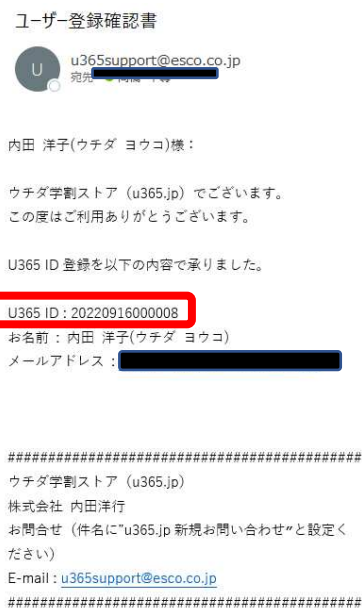 ユーザー登録確認書
U
u365support@esco.co.jp
宛先
内田 洋子(ウチダ ヨウコ)様：
ウチダ学割ストア（u365.jp）でございます。
この度はご利用ありがとうございます。
U365 ID 登録を以下の内容で承りました。
U365 ID : 20220916000008
お名前 : 内田 洋子(ウチダ ヨウコ)
メールアドレス :
############################################
ウチダ学割ストア（u365.jp）
株式会社 内田洋行
お問合せ（件名に"u365.jp 新規お問い合わせ〃と設定く
ださい）
E-mail : u365support@esco.co.jp
############################################